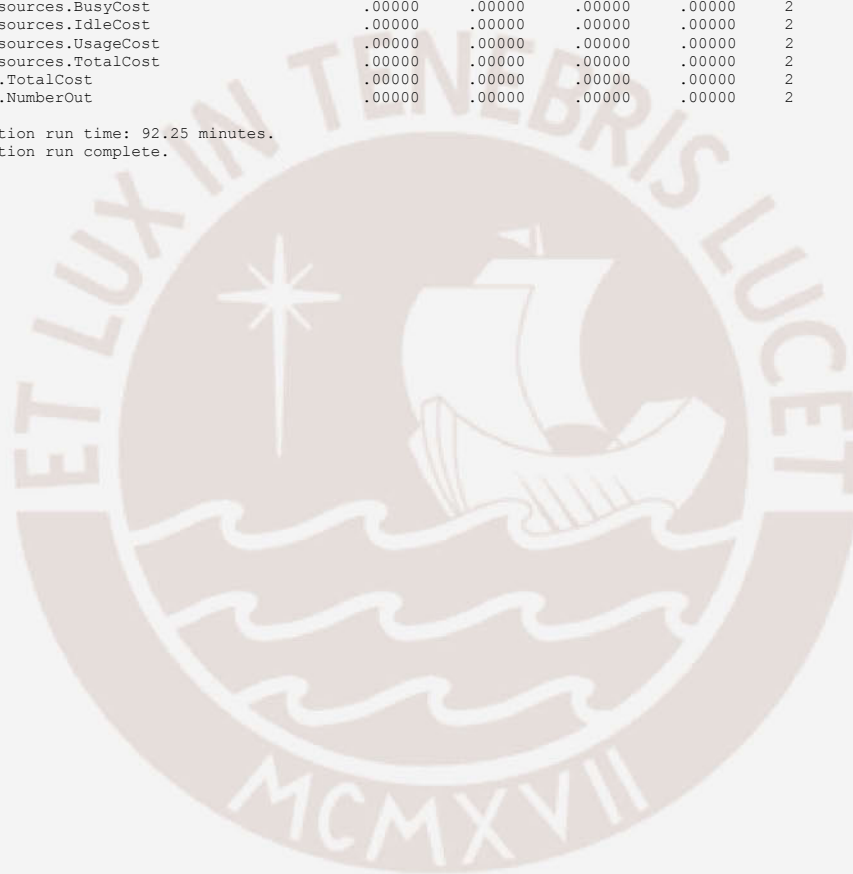 sources.BusyCost .00000 .00000 .00000 .00000 2
sources.IdleCost .00000 .00000 .00000 .00000 2
sources.UsageCost .00000 .00000 .00000 .00000 2
sources.TotalCost .00000 .00000 .00000 .00000 2
.TotalCost .00000 .00000 .00000 .00000 2
.NumberOut .00000 .00000 .00000 .00000 2
tion run time: 92.25 minutes.
tion run complete.
ET LUX IN TENEBRIS LUCET
MCMXVII